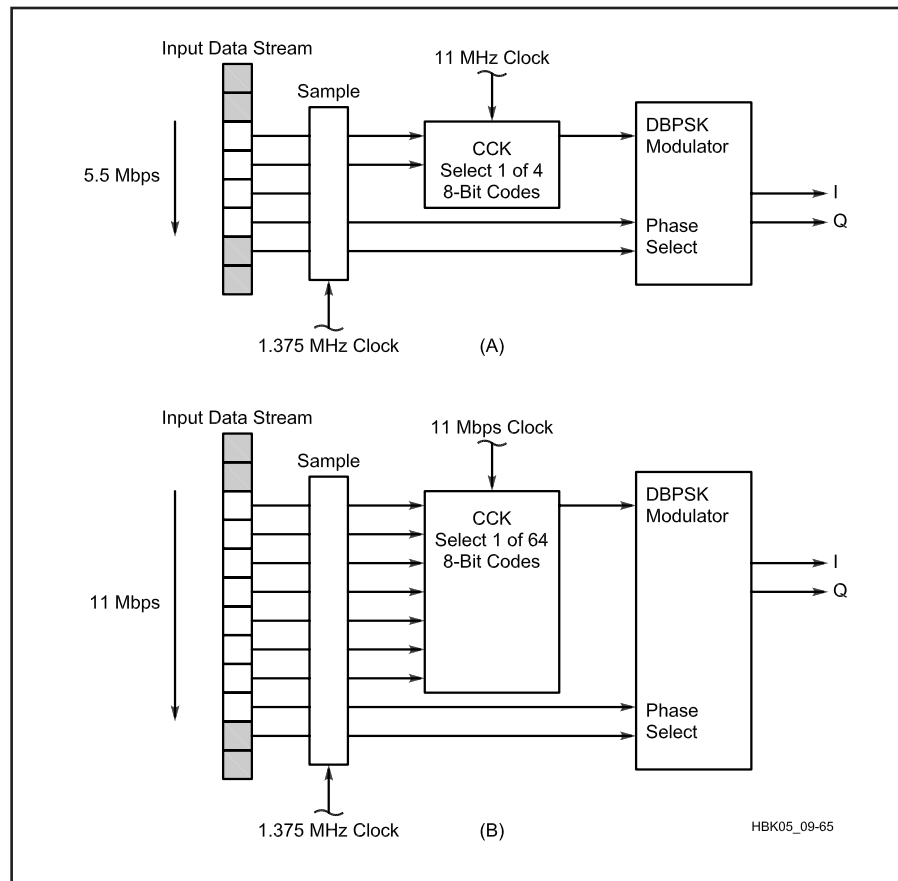 Input Data Stream
11 MHz Clock
Sample
DBPSK
Modulator
CCK
Select 1 of 4
8-Bit Codes
5.5 Mbps
I
Q
Phase
Select
1.375 MHz Clock
(A)
Input Data Stream
11 Mbps Clock
Sample
DBPSK
Modulator
CCK
Select 1 of 64
8-Bit Codes
I
Q
11 Mbps
Phase
Select
1.375 MHz Clock
(B)
HBK05_09-65